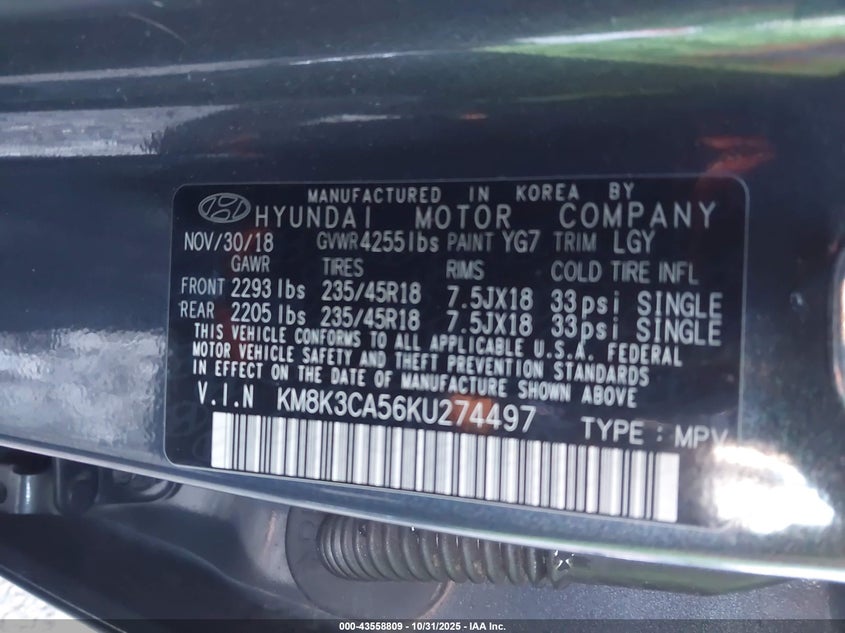 MANUFACTURED IN KOREA BY
HYUNDAI MOTOR COMPANY
NOV/30/18 GVWR 4255 lbs PAINT YG7 TRIM LGY
GAWR TIRES RIMS COLD TIRE INFL
FRONT 2293 lbs 235/45R18 7.5JX18 33psi SINGLE
REAR 2205 lbs 235/45R18 7.5JX18 33psi SINGLE
THIS VEHICLE CONFORMS TO ALL APPLICABLE U.S.A. FEDERAL
MOTOR VEHICLE SAFETY AND THEFT PREVENTION STANDARDS
IN EFFECT ON THE DATE OF MANUFACTURE SHOWN ABOVE
V.I.N KM8K3CA56KU274497 TYPE : MPV
000-43558809 - 10/31/2025 - IAA Inc.